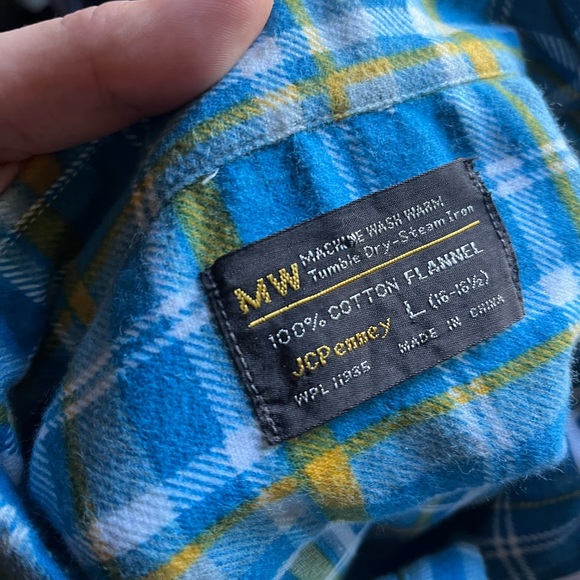 MW MACHINE WASH WARM
Tumble Dry-Steam Iron
100% COTTON FLANNEL
JCPenney L (16-16½)
WPL 11935 MADE IN CHINA